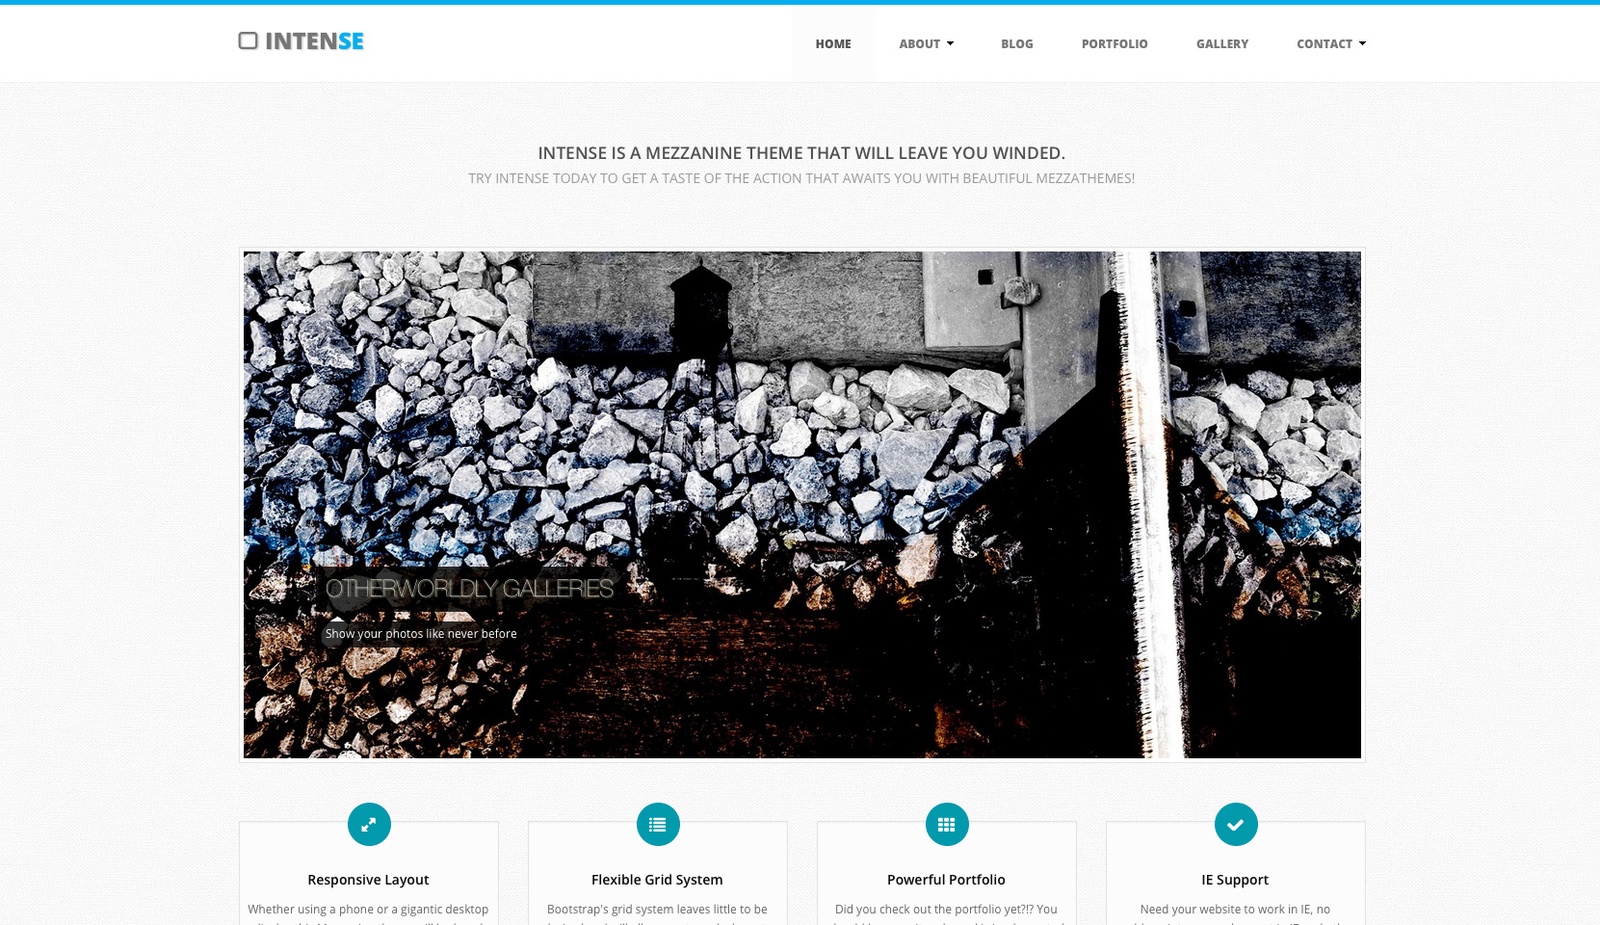 INTENSE
HOME
ABOUT
BLOG
PORTFOLIO
GALLERY
CONTACT
INTENSE IS A MEZZANINE THEME THAT WILL LEAVE YOU WINDED.
TRY INTENSE TODAY TO GET A TASTE OF THE ACTION THAT AWAITS YOU WITH BEAUTIFUL MEZZATHEMES!
OTHERWORLDLY GALLERIES
Show your photos like never before
Responsive Layout
Whether using a phone or a gigantic desktop
Flexible Grid System
Bootstrap's grid system leaves little to be
Powerful Portfolio
Did you check out the portfolio yet?!? You
IE Support
Need your website to work in IE, no